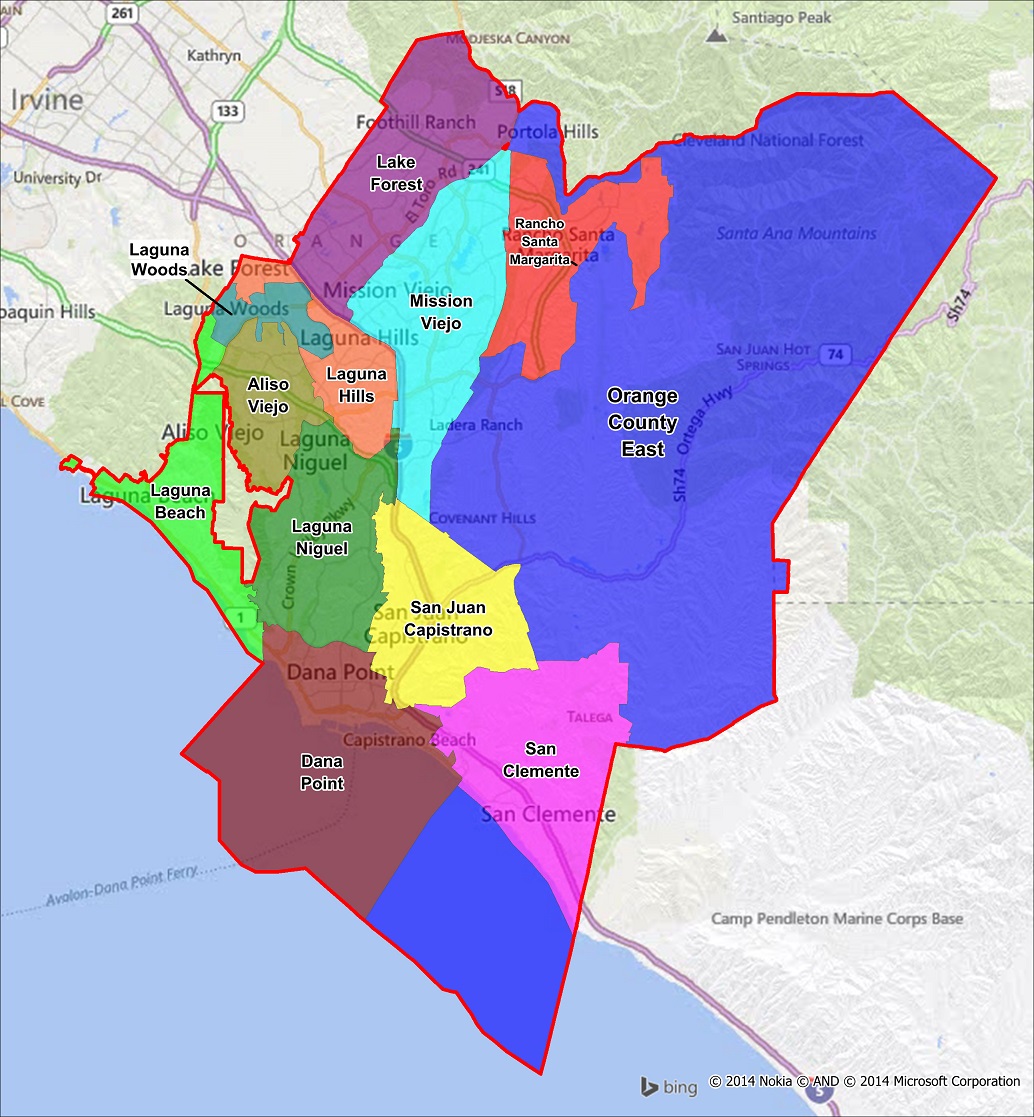 AIN
261
Santiago Peak
MODJESKA CANYON
Kathryn
Irvine
S18
133
Foothill Ranch
Portola Hills
Cleveland National Forest
Lake
Forest
241
El Toro Rd
University Dr
Rancho
Santa
Margarita
Rancho Santa
Margarita
Santa Ana Mountains
O R A N G E
Laguna
Woods
Lake Forest
Mission Viejo
Mission
Viejo
Laguna Woods
oaquin Hills
Laguna Hills
Sh74
SAN JUAN HOT
SPRINGS
74
Laguna
Hills
Aliso
Viejo
Orange
County
East
L COVE
Ortega Hwy
Ladera Ranch
Aliso Viejo
Laguna
Niguel
Sh74
Laguna Beach
Laguna
Beach
COVENANT HILLS
Laguna
Niguel
Crown Valley Pkwy
1
San Juan
Capistrano
San Juan
Capistrano
Dana Point
TALEGA
Capistrano Beach
San
Clemente
Dana
Point
San Clemente
Avalon-Dana Point Ferry
Camp Pendleton Marine Corps Base
bing
© 2014 Nokia © AND © 2014 Microsoft Corporation
5